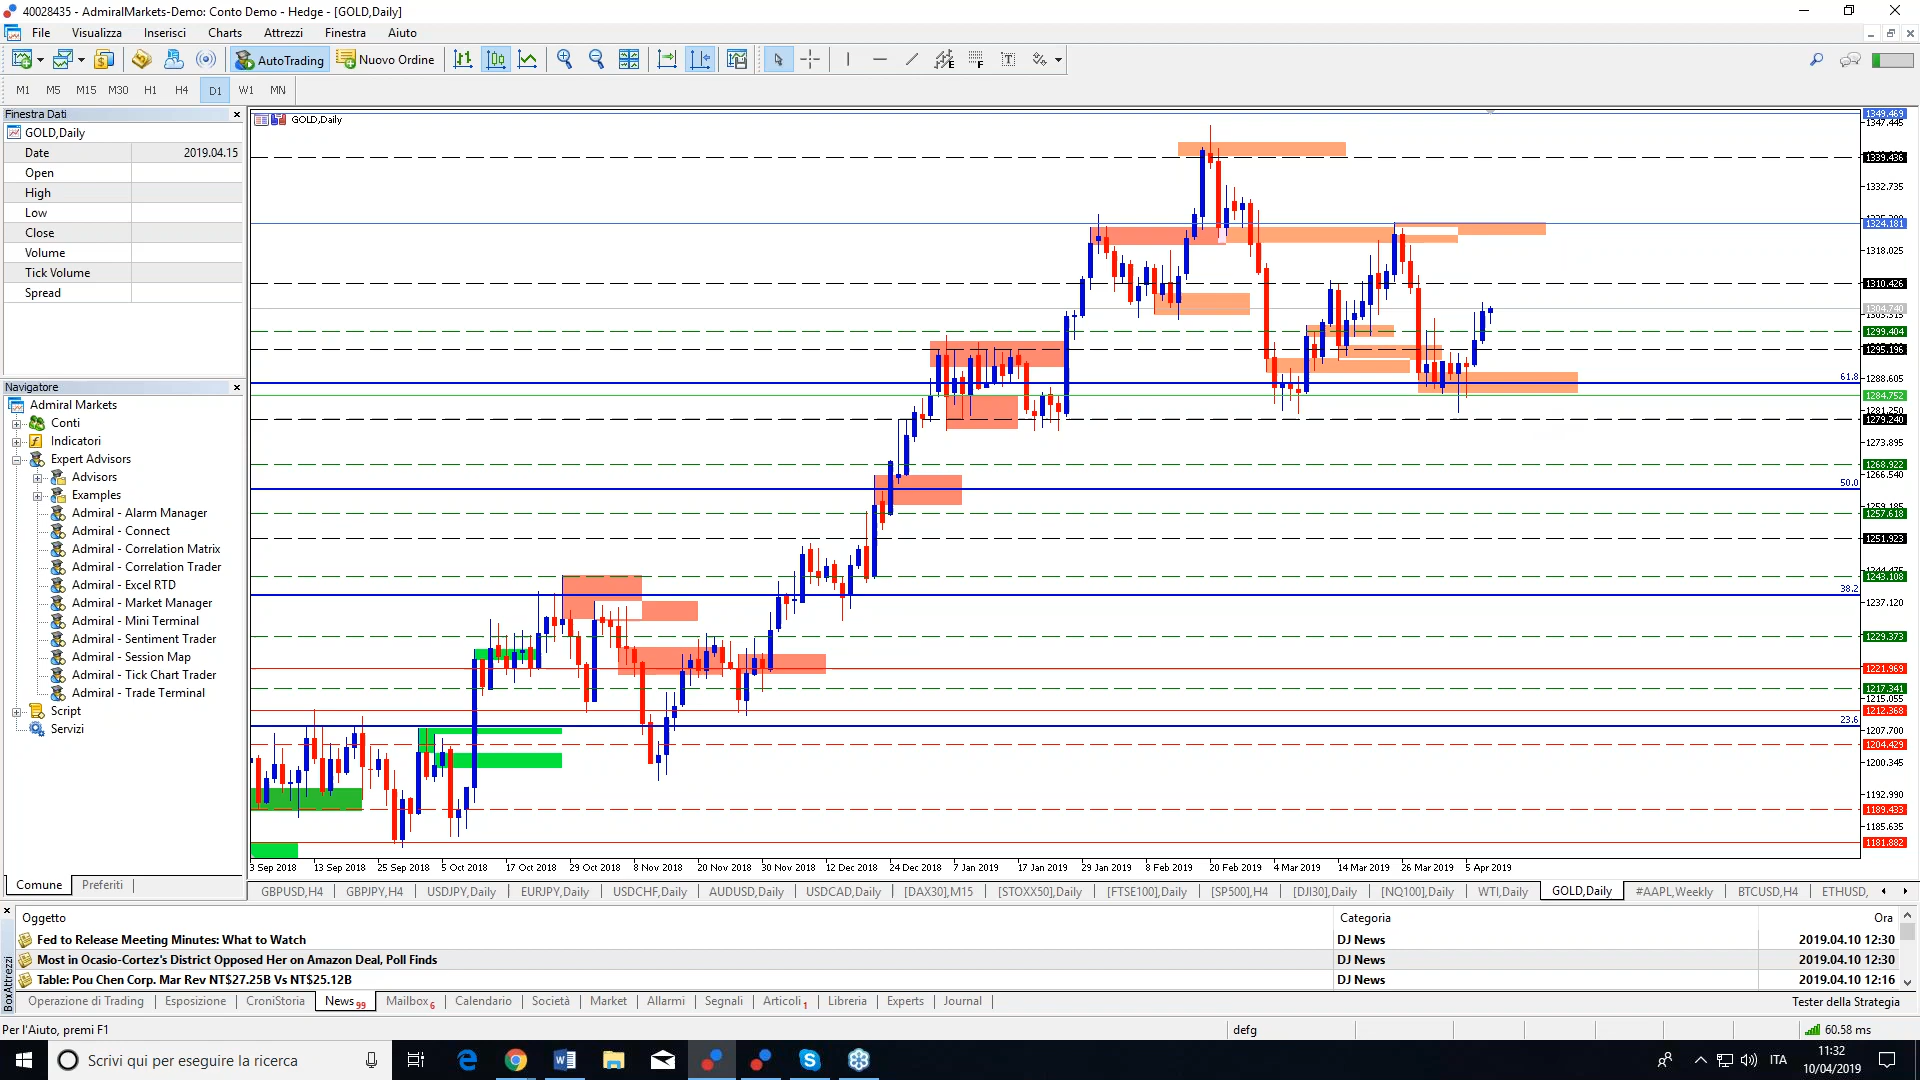 40028435 - AdmiralMarkets-Demo: Conto Demo - Hedge - [GOLD,Daily]
File Visualizza Inserisci Charts Attrezzi Finestra Aiuto
AutoTrading Nuovo Ordine
M1 M5 M15 M30 H1 H4 D1 W1 MN
Finestra Dati
GOLD,Daily
Date 2019.04.15
Open
High
Low
Close
Volume
Tick Volume
Spread
Navigatore
Admiral Markets
Conti
Indicatori
Expert Advisors
Advisors
Examples
Admiral - Alarm Manager
Admiral - Connect
Admiral - Correlation Matrix
Admiral - Correlation Trader
Admiral - Excel RTD
Admiral - Market Manager
Admiral - Mini Terminal
Admiral - Sentiment Trader
Admiral - Session Map
Admiral - Tick Chart Trader
Admiral - Trade Terminal
Script
Servizi
Comune Preferiti
GOLD,Daily
1349.469
1347.445
1339.436
1332.735
1324.181
1318.025
1310.426
1304.740
1299.404
1295.196
61.8
1288.605
1284.752
1281.250
1279.240
1273.895
1268.922
1266.540
50.0
1257.618
1251.923
1243.108
38.2
1237.120
1229.373
1221.969
1217.341
1215.055
1212.368
23.6
1207.700
1204.429
1200.345
1192.990
1189.433
1185.635
1181.882
3 Sep 2018 13 Sep 2018 25 Sep 2018 5 Oct 2018 17 Oct 2018 29 Oct 2018 8 Nov 2018 20 Nov 2018 30 Nov 2018 12 Dec 2018 24 Dec 2018 7 Jan 2019 17 Jan 2019 29 Jan 2019 8 Feb 2019 20 Feb 2019 4 Mar 2019 14 Mar 2019 26 Mar 2019 5 Apr 2019
GBPUSD,H4 GBPJPY,H4 USDJPY,Daily EURJPY,Daily USDCHF,Daily AUDUSD,Daily USDCAD,Daily [DAX30],M15 [STOXX50],Daily [FTSE100],Daily [SP500],H4 [DJI30],Daily [NQ100],Daily WTI,Daily GOLD,Daily #AAPL,Weekly BTCUSD,H4 ETHUSD,
BoxAttrezzi
Oggetto Categoria Ora
Fed to Release Meeting Minutes: What to Watch DJ News 2019.04.10 12:30
Most in Ocasio-Cortez's District Opposed Her on Amazon Deal, Poll Finds DJ News 2019.04.10 12:30
Table: Pou Chen Corp. Mar Rev NT$27.25B Vs NT$25.12B DJ News 2019.04.10 12:16
Operazione di Trading Esposizione CroniStoria News 99 Mailbox 6 Calendario Società Market Allarmi Segnali Articoli 1 Libreria Experts Journal Tester della Strategia
Per l'Aiuto, premi F1 defg 60.58 ms
Scrivi qui per eseguire la ricerca ITA 11:32
10/04/2019